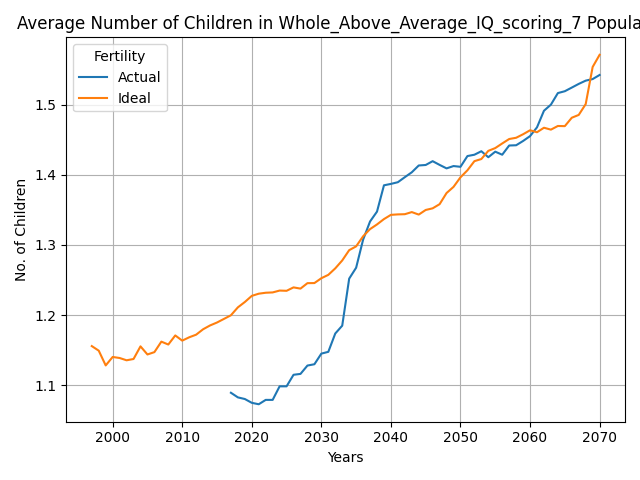 Average Number of Children in Whole_Above_Average_IQ_scoring_7 Popula
Fertility
Actual
Ideal
No. of Children
1.5
1.4
1.3
1.2
1.1
2000 2010 2020 2030 2040 2050 2060 2070
Years